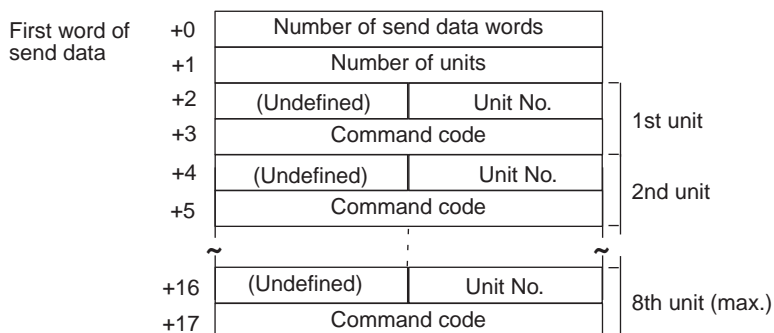 First word of
send data
+0 Number of send data words
+1 Number of units
+2 (Undefined) Unit No.
+3 Command code
1st unit
+4 (Undefined) Unit No.
+5 Command code
2nd unit
~ ~
+16 (Undefined) Unit No.
+17 Command code
8th unit (max.)